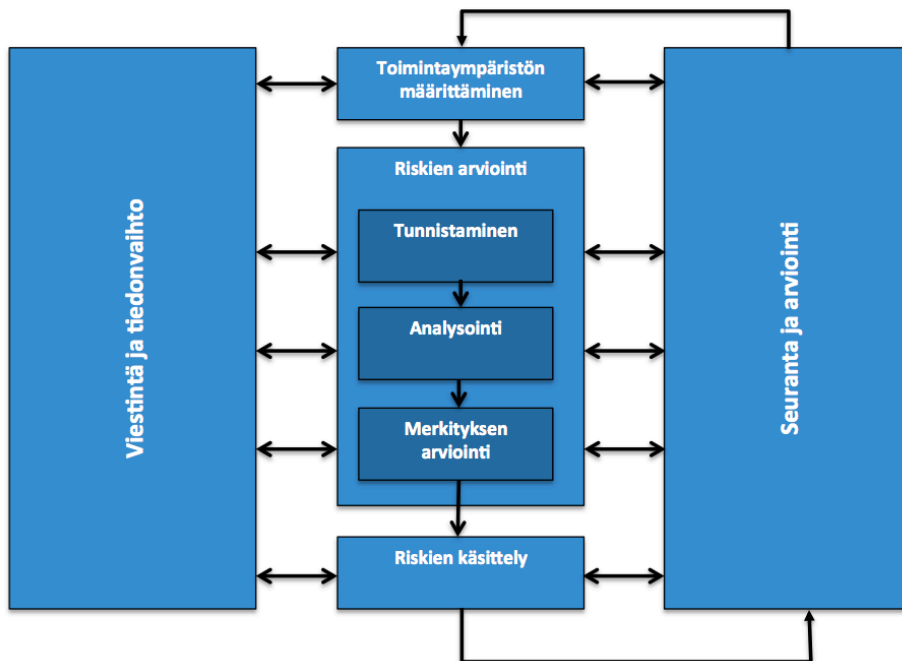 Viestintä ja tiedonvaihto
Toimintaympäristön
määrittäminen
Riskien arviointi
Tunnistaminen
Analysointi
Merkityksen
arviointi
Riskien käsittely
Seuranta ja arviointi